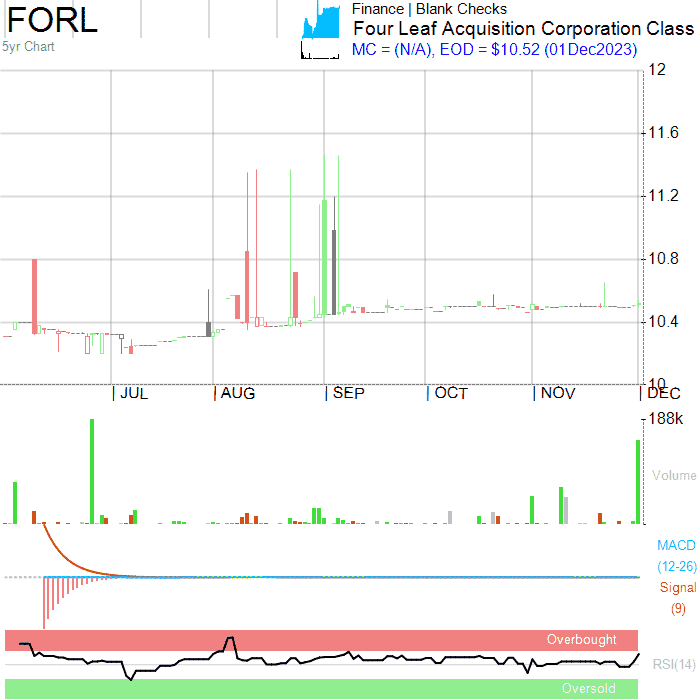 FORL
5yr Chart
Finance | Blank Checks
Four Leaf Acquisition Corporation Class
MC = (N/A), EOD = $10.52 (01Dec2023)
12
11.6
11.2
10.8
10.4
10
| JUL | AUG | SEP | OCT | NOV | DEC
188k
Volume
MACD
(12-26)
Signal
(9)
Overbought
RSI(14)
Oversold